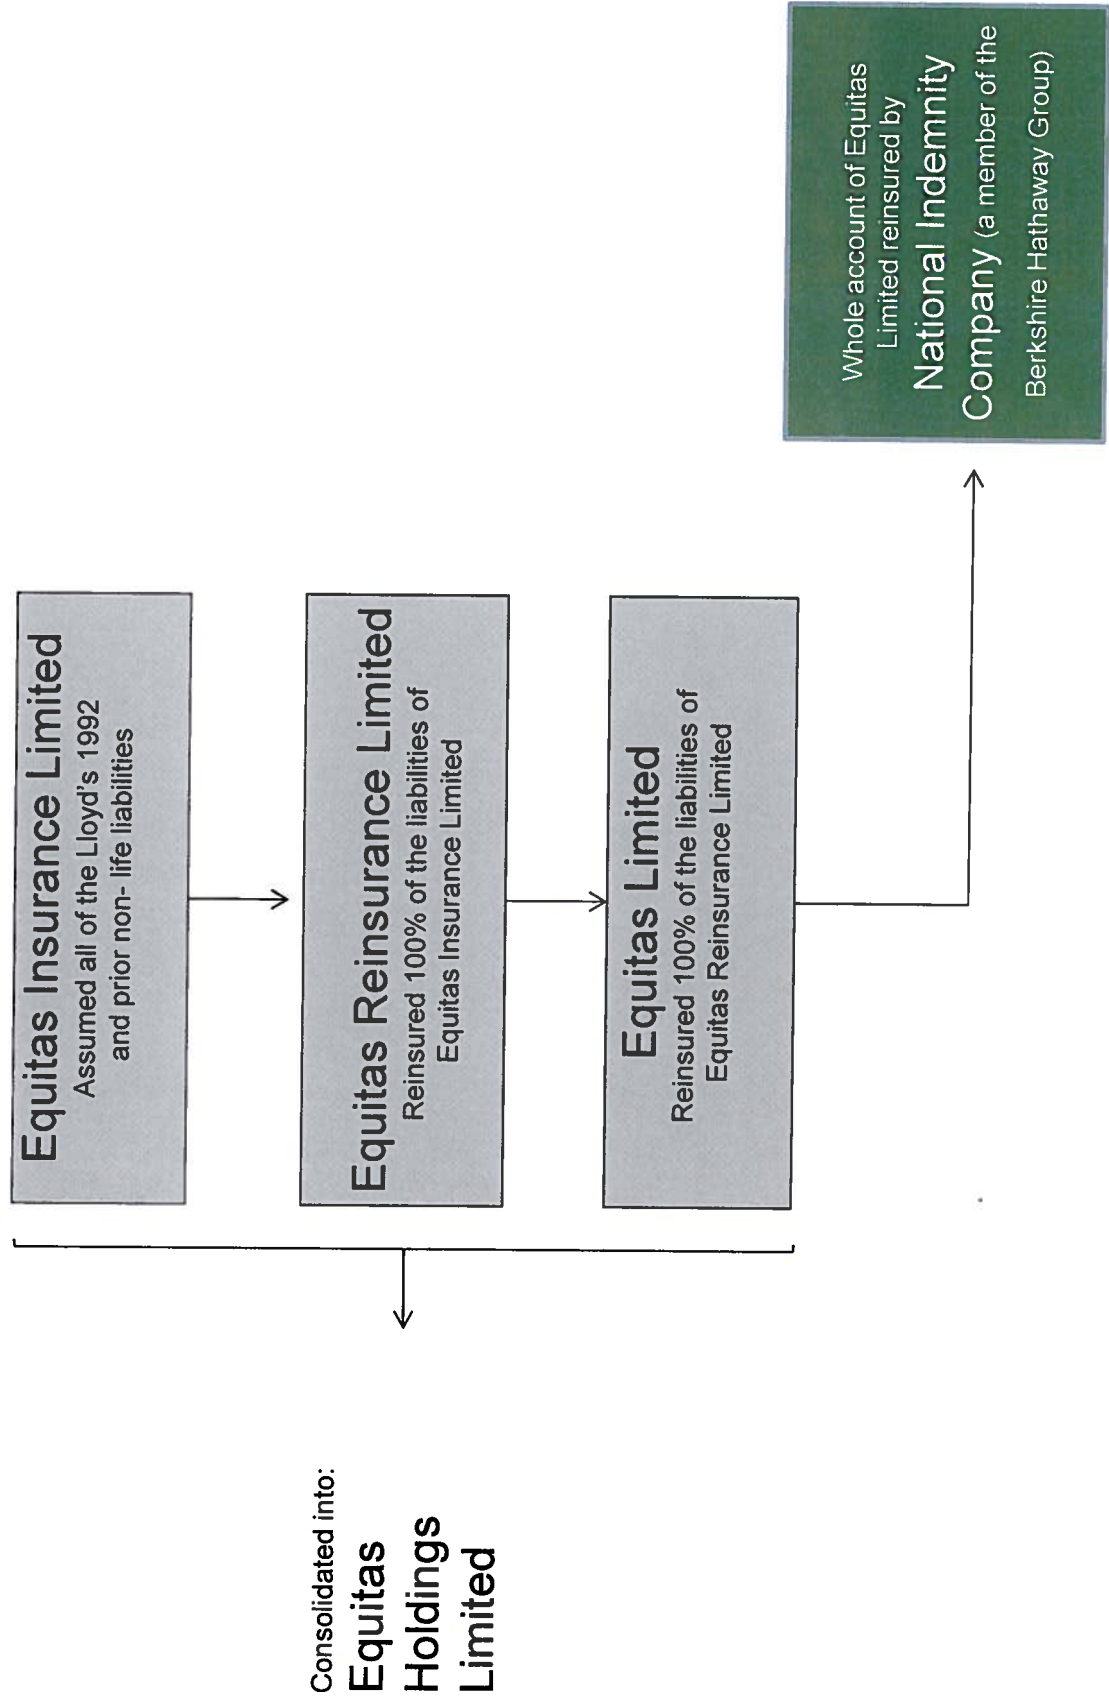 Equitas Insurance Limited
Assumed all of the Lloyd's 1992
and prior non- life liabilities
Consolidated into:
Equitas
Holdings
Limited
Equitas Reinsurance Limited
Reinsured 100% of the liabilities of
Equitas Insurance Limited
Equitas Limited
Reinsured 100% of the liabilities of
Equitas Reinsurance Limited
Whole account of Equitas
Limited reinsured by
National Indemnity
Company (a member of the
Berkshire Hathaway Group)